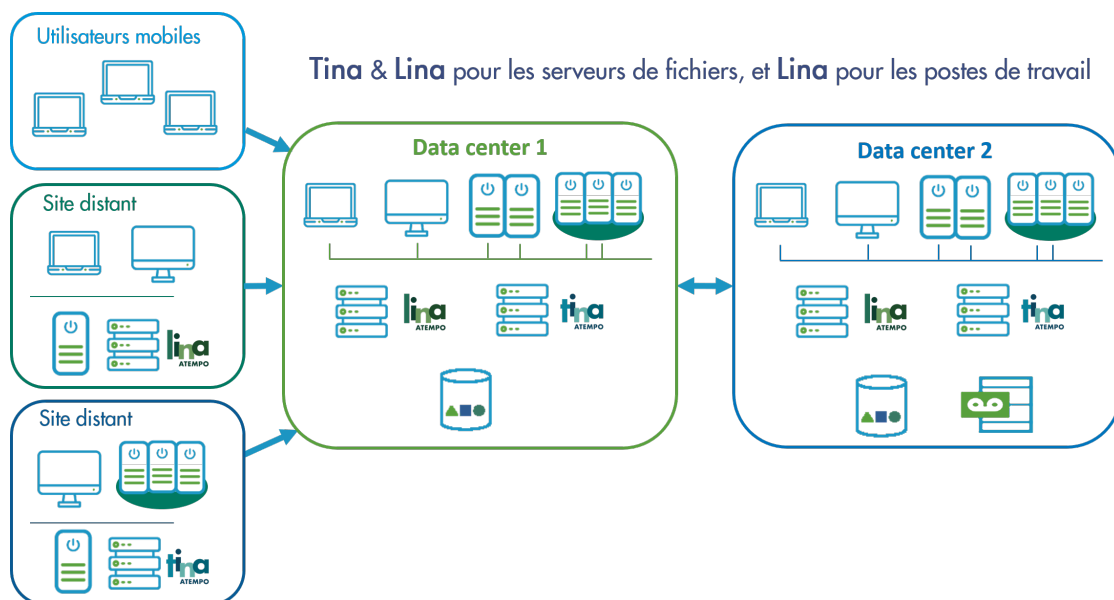 Utilisateurs mobiles
Tina & Lina pour les serveurs de fichiers, et Lina pour les postes de travail
Site distant
lina
ATEMPO
Site distant
tina
ATEMPO
Data center 1
lina
ATEMPO
tina
ATEMPO
Data center 2
lina
ATEMPO
tina
ATEMPO